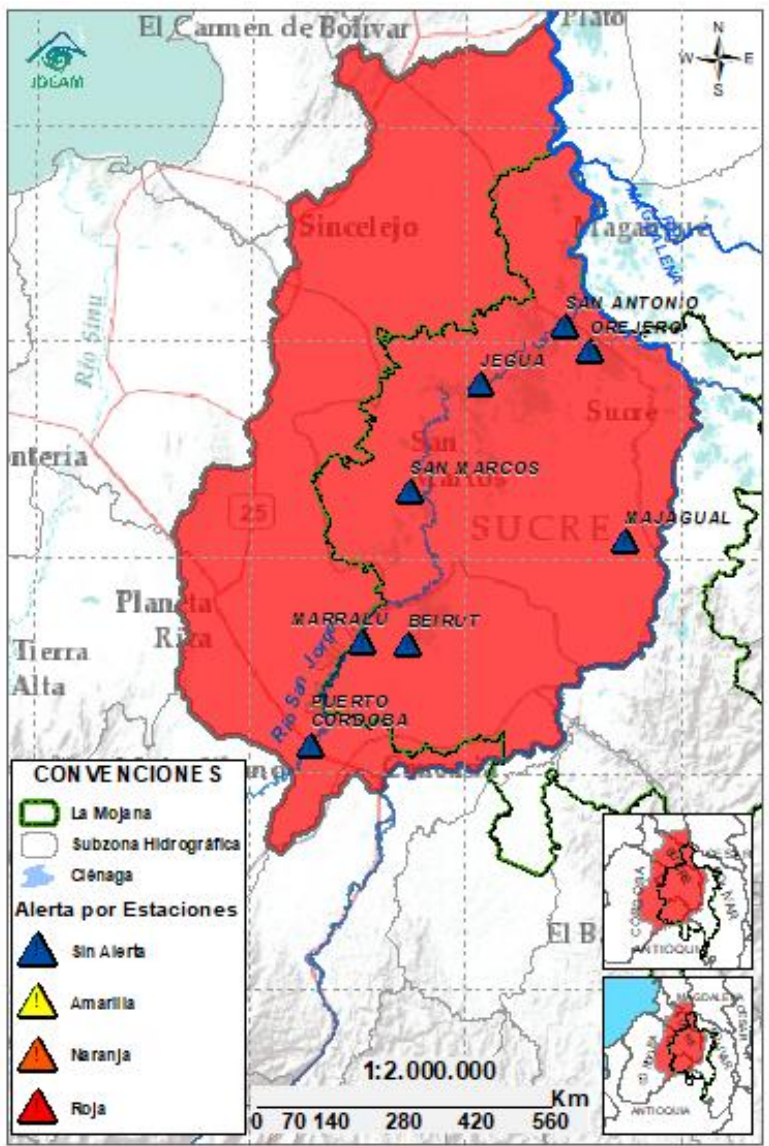 El Carmen de Bolívar
Plato
IDEAM
N
W E
S
Sincelejo
Magangué
MAGDALENA
Río Sinú
SAN ANTONIO
OREJERO
JEGUA
Sucre
nteria
San
Marcos
SAN MARCOS
25
SUCRE
MAJAGUAL
Planeta
Rica
MARRALU
BEIRUT
Tierra
Alta
Río San Jorge
PUERTO
CORDOBA
CONVENCIONES
La Mojana
Subzona Hidrográfica
Ciénaga
Alerta por Estaciones
Sin Alerta
Amarilla
Naranja
Roja
El B
CORDOBA
ANTIOQUIA
MAGDALENA
ANTIOQUIA
1:2.000.000
Km
0 70 140 280 420 560